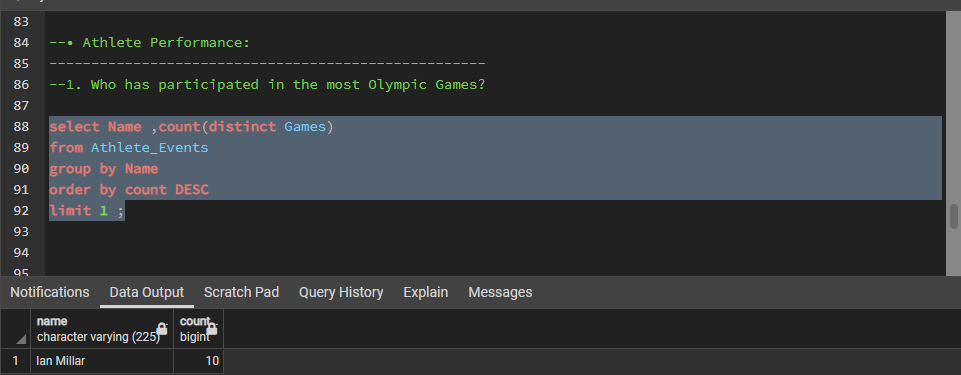 83
84 --• Athlete Performance:
85 ----------------------------------------------------
86 --1. Who has participated in the most Olympic Games?
87
88 select Name ,count(distinct Games)
89 from Athlete_Events
90 group by Name
91 order by count DESC
92 limit 1 ;
93
94
95
Notifications Data Output Scratch Pad Query History Explain Messages
name count
character varying (225) bigint
1 Ian Millar 10